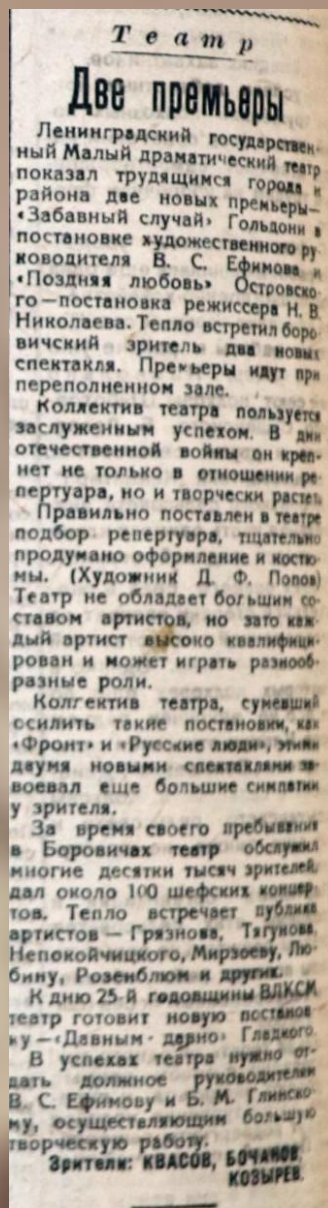 Театр
Две премьеры
Ленинградский государствен-
ный Малый драматический театр
показал трудящимся города и
района две новых премьеры—
«Забавный случай» Гольдони в
постановке художественного ру-
ководителя В. С. Ефимова и
«Поздняя любовь» Островско-
го—постановка режиссера Н. В.
Николаева. Тепло встретил боро-
вичский зритель два новых
спектакля. Премьеры идут при
переполненном зале.
Коллектив театра пользуется
заслуженным успехом. В дни
отечественной войны он креп-
нет не только в отношении ре-
пертуара, но и творчески растет.
Правильно поставлен в театре
подбор репертуара, тщательно
продумано оформление и костю-
мы. (Художник Д. Ф. Попов)
Театр не обладает большим со-
ставом артистов, но зато каж-
дый артист высоко квалифици-
рован и может играть разнооб-
разные роли.
Коллектив театра, сумевший
осилить такие постановки, как
«Фронт» и «Русские люди», этими
двумя новыми спектаклями за-
воевал еще большие симпатии
у зрителя.
За время своего пребывания
в Боровичах театр обслужил
многие десятки тысяч зрителей,
дал около 100 шефских концер-
тов. Тепло встречает публика
артистов — Грязнова, Тягунова,
Непокойчицкого, Мирзоеву, Лю-
бину, Розенблюм и других.
К дню 25-й годовщины ВЛКСМ
театр готовит новую постанов-
ку—«Давным-давно» Гладкого.
В успехах театра нужно от-
дать должное руководителям
В. С. Ефимову и Б. М. Глинско-
му, осуществляющим большую
творческую работу.
Зрители: КВАСОВ, БОЧАНОВ,
КОЗЫРЕВ.